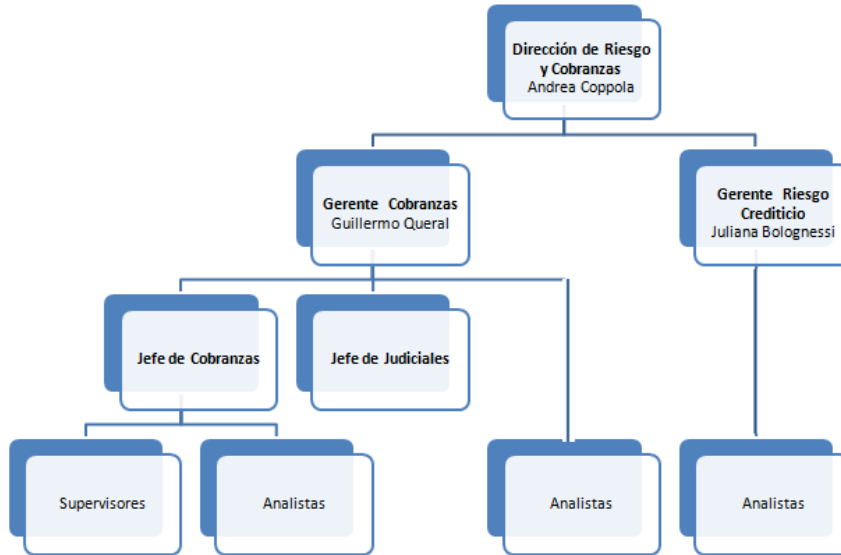 Dirección de Riesgo
y Cobranzas
Andrea Coppola
Gerente Cobranzas
Guillermo Queral
Gerente Riesgo
Crediticio
Juliana Bolognessi
Jefe de Cobranzas
Jefe de Judiciales
Supervisores
Analistas
Analistas
Analistas